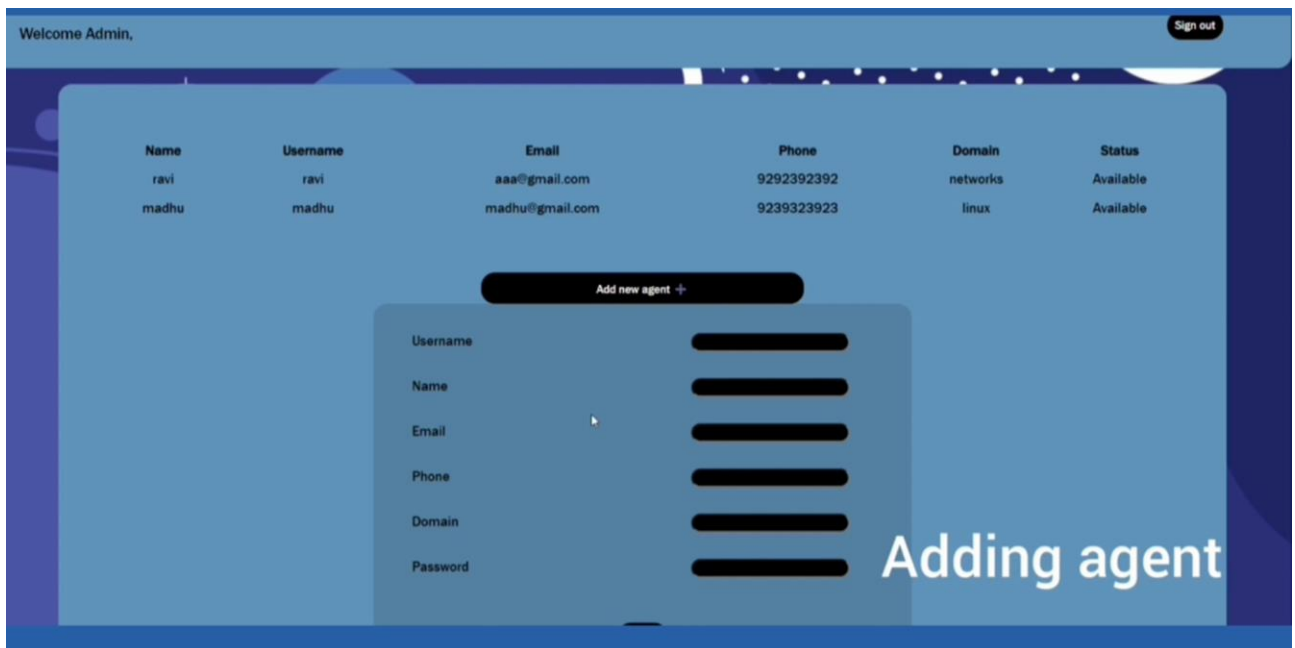 Welcome Admin,
Sign out
Name Username Email Phone Domain Status
ravi ravi aaa@gmail.com 9292392392 networks Available
madhu madhu madhu@gmail.com 9239323923 linux Available
Add new agent +
Username
Name
Email
Phone
Domain
Password
Adding agent